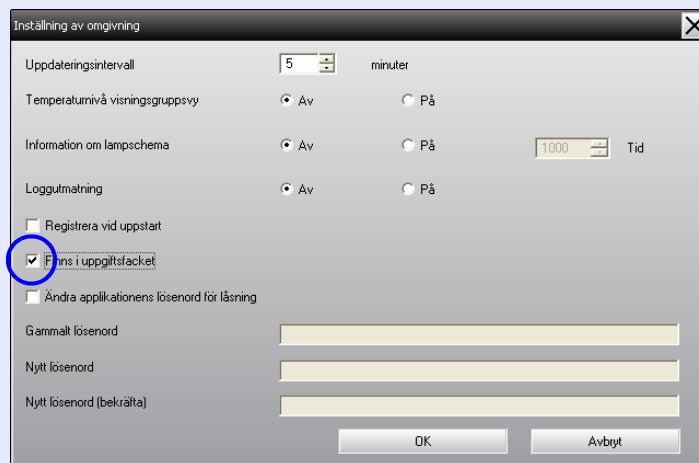 Inställning av omgivning
Uppdateringsintervall 5 minuter
Temperaturnivå visningsgruppsvy Av På
Information om lampschema Av På 1000 Tid
Loggutmatning Av På
Registrera vid uppstart
Finns i uppgiftsfacket
Ändra applikationens lösenord för låsning
Gammalt lösenord
Nytt lösenord
Nytt lösenord (bekräfta)
OK Avbryt